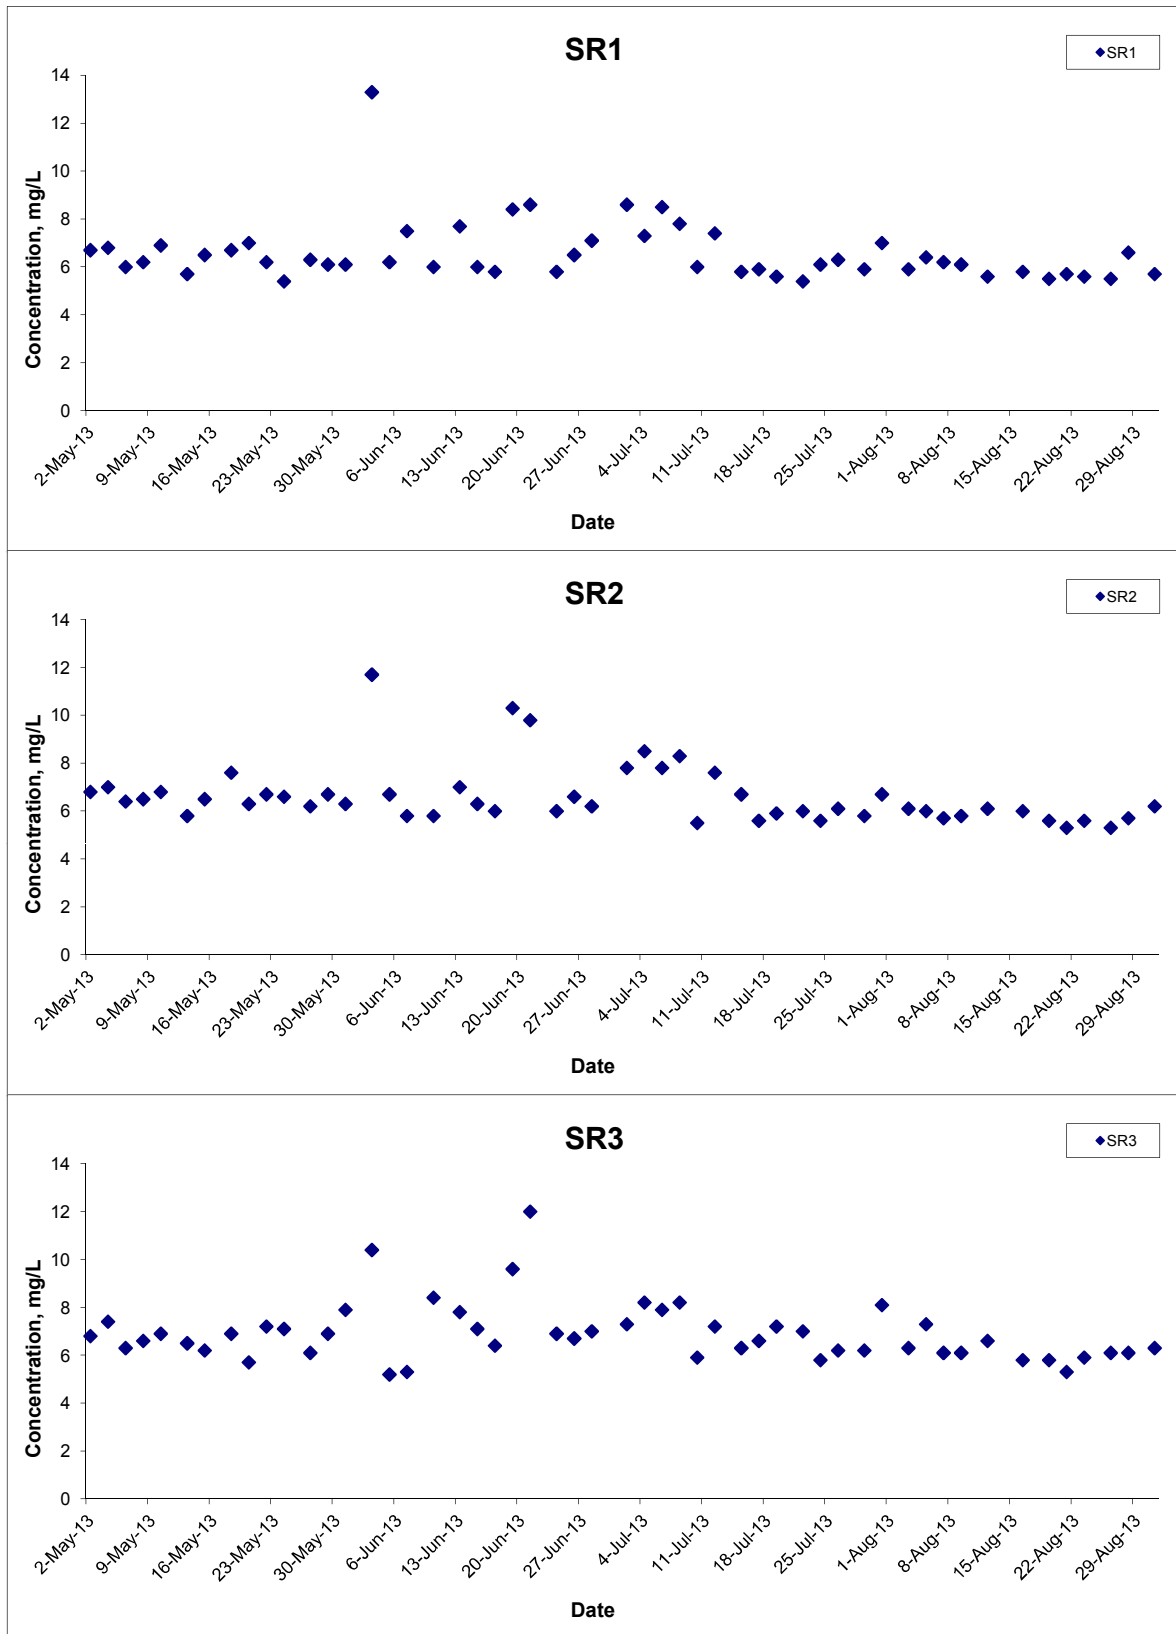 SR1
SR1
14
12
10
8
6
4
2
0
Concentration, mg/L
2-May-13
9-May-13
16-May-13
23-May-13
30-May-13
6-Jun-13
13-Jun-13
20-Jun-13
27-Jun-13
4-Jul-13
11-Jul-13
18-Jul-13
25-Jul-13
1-Aug-13
8-Aug-13
15-Aug-13
22-Aug-13
29-Aug-13
Date
SR2
SR2
14
12
10
8
6
4
2
0
Concentration, mg/L
2-May-13
9-May-13
16-May-13
23-May-13
30-May-13
6-Jun-13
13-Jun-13
20-Jun-13
27-Jun-13
4-Jul-13
11-Jul-13
18-Jul-13
25-Jul-13
1-Aug-13
8-Aug-13
15-Aug-13
22-Aug-13
29-Aug-13
Date
SR3
SR3
14
12
10
8
6
4
2
0
Concentration, mg/L
2-May-13
9-May-13
16-May-13
23-May-13
30-May-13
6-Jun-13
13-Jun-13
20-Jun-13
27-Jun-13
4-Jul-13
11-Jul-13
18-Jul-13
25-Jul-13
1-Aug-13
8-Aug-13
15-Aug-13
22-Aug-13
29-Aug-13
Date